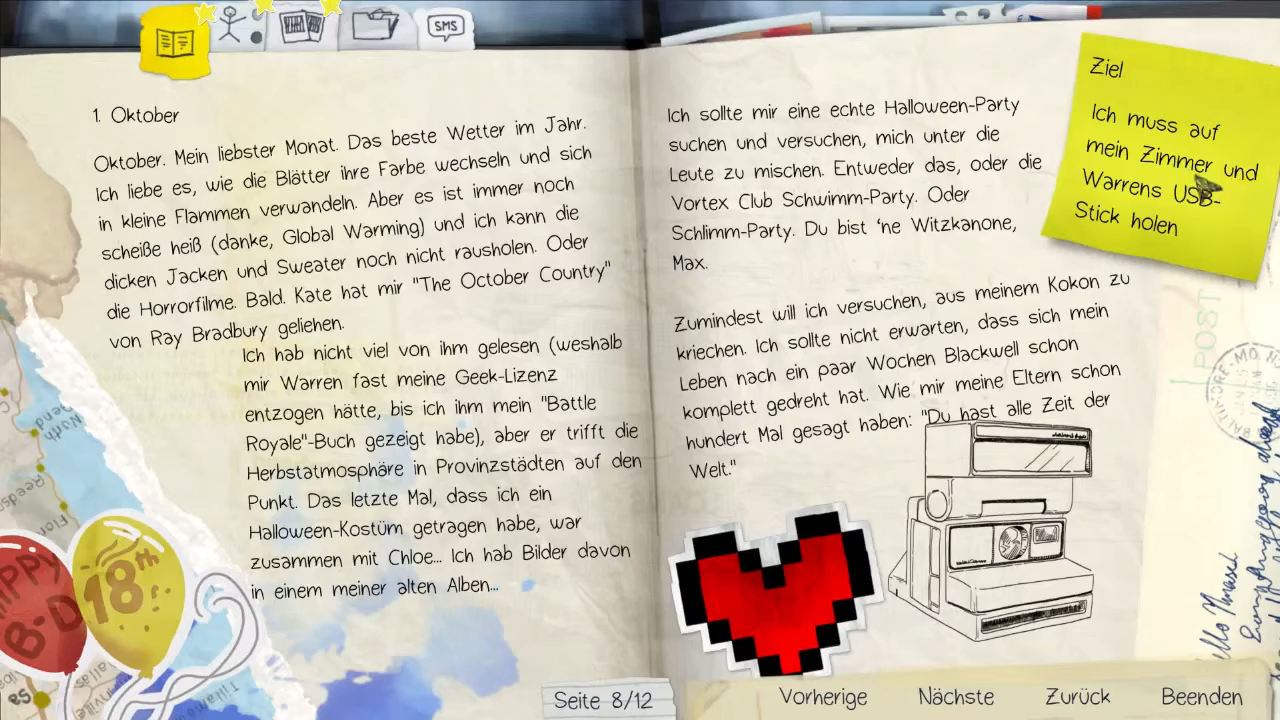 SMS
1. Oktober
Oktober. Mein liebster Monat. Das beste Wetter im Jahr.
Ich liebe es, wie die Blätter ihre Farbe wechseln und sich
in kleine Flammen verwandeln. Aber es ist immer noch
scheiße heiß (danke, Global Warming) und ich kann die
dicken Jacken und Sweater noch nicht rausholen. Oder
die Horrorfilme. Bald. Kate hat mir "The October Country"
von Ray Bradbury geliehen.
Ich hab nicht viel von ihm gelesen (weshalb
mir Warren fast meine Geek-Lizenz
entzogen hätte, bis ich ihm mein "Battle
Royale"-Buch gezeigt habe), aber er trifft die
Herbstatmosphäre in Provinzstädten auf den
Punkt. Das letzte Mal, dass ich ein
Halloween-Kostüm getragen habe, war
zusammen mit Chloe... Ich hab Bilder davon
in einem meiner alten Alben...
North
18th
Ich sollte mir eine echte Halloween-Party
suchen und versuchen, mich unter die
Leute zu mischen. Entweder das, oder die
Vortex Club Schwimm-Party. Oder
Schlimm-Party. Du bist 'ne Witzkanone,
Max.
Zumindest will ich versuchen, aus meinem Kokon zu
kriechen. Ich sollte nicht erwarten, dass sich mein
Leben nach ein paar Wochen Blackwell schon
komplett gedreht hat. Wie mir meine Eltern schon
hundert Mal gesagt haben: "Du hast alle Zeit der
Welt."
Ziel
Ich muss auf
mein Zimmer und
Warrens USB-
Stick holen
POST
Seite 8/12
Vorherige
Nächste
Zurück
Beenden